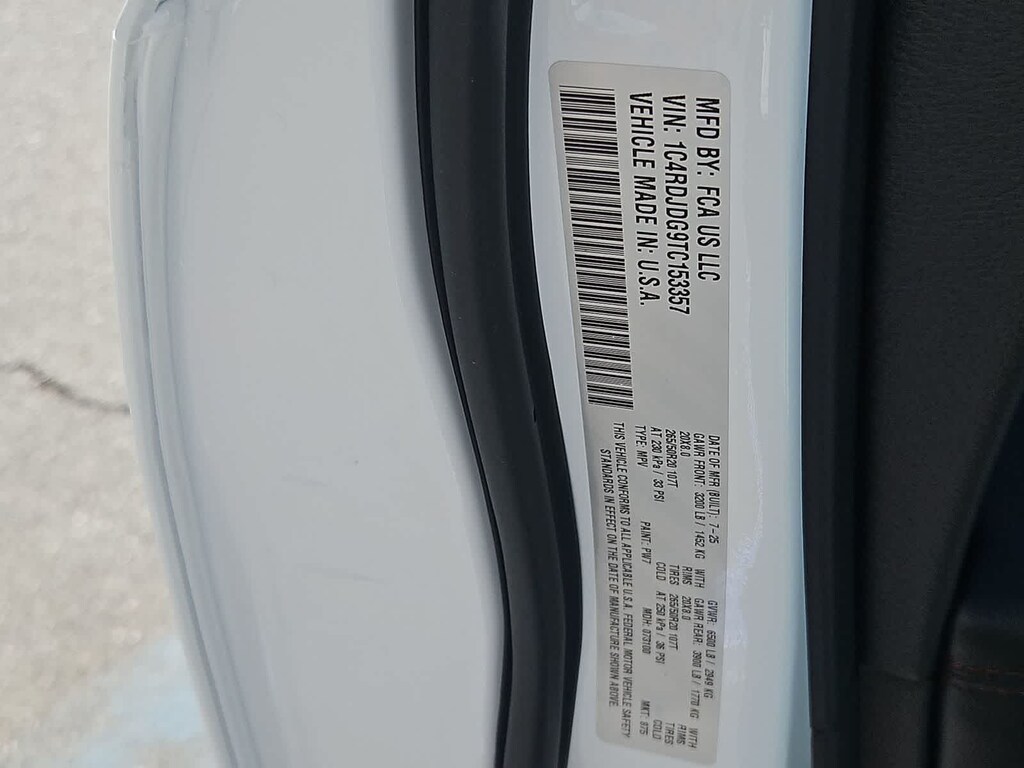 MFD BY: FCA US LLC
VIN: 1C4RDJDG9TC153357
VEHICLE MADE IN: U.S.A.
DATE OF MFR (BUILT): 7-25 GVWR: 6500 LB / 2949 KG
GAWR FRONT: 3200 LB / 1452 KG WITH GAWR REAR: 3900 LB / 1770 KG WITH
20X8.0 RIMS 20X8.0 RIMS
265/50R20 107T TIRES 265/50R20 107T TIRES
AT 230 kPa / 33 PSI COLD AT 250 kPa / 36 PSI COLD
TYPE: MPV PAINT: PW7 MDH: 073100 MXT: 975
THIS VEHICLE CONFORMS TO ALL APPLICABLE U.S.A. FEDERAL MOTOR VEHICLE SAFETY
STANDARDS IN EFFECT ON THE DATE OF MANUFACTURE SHOWN ABOVE.